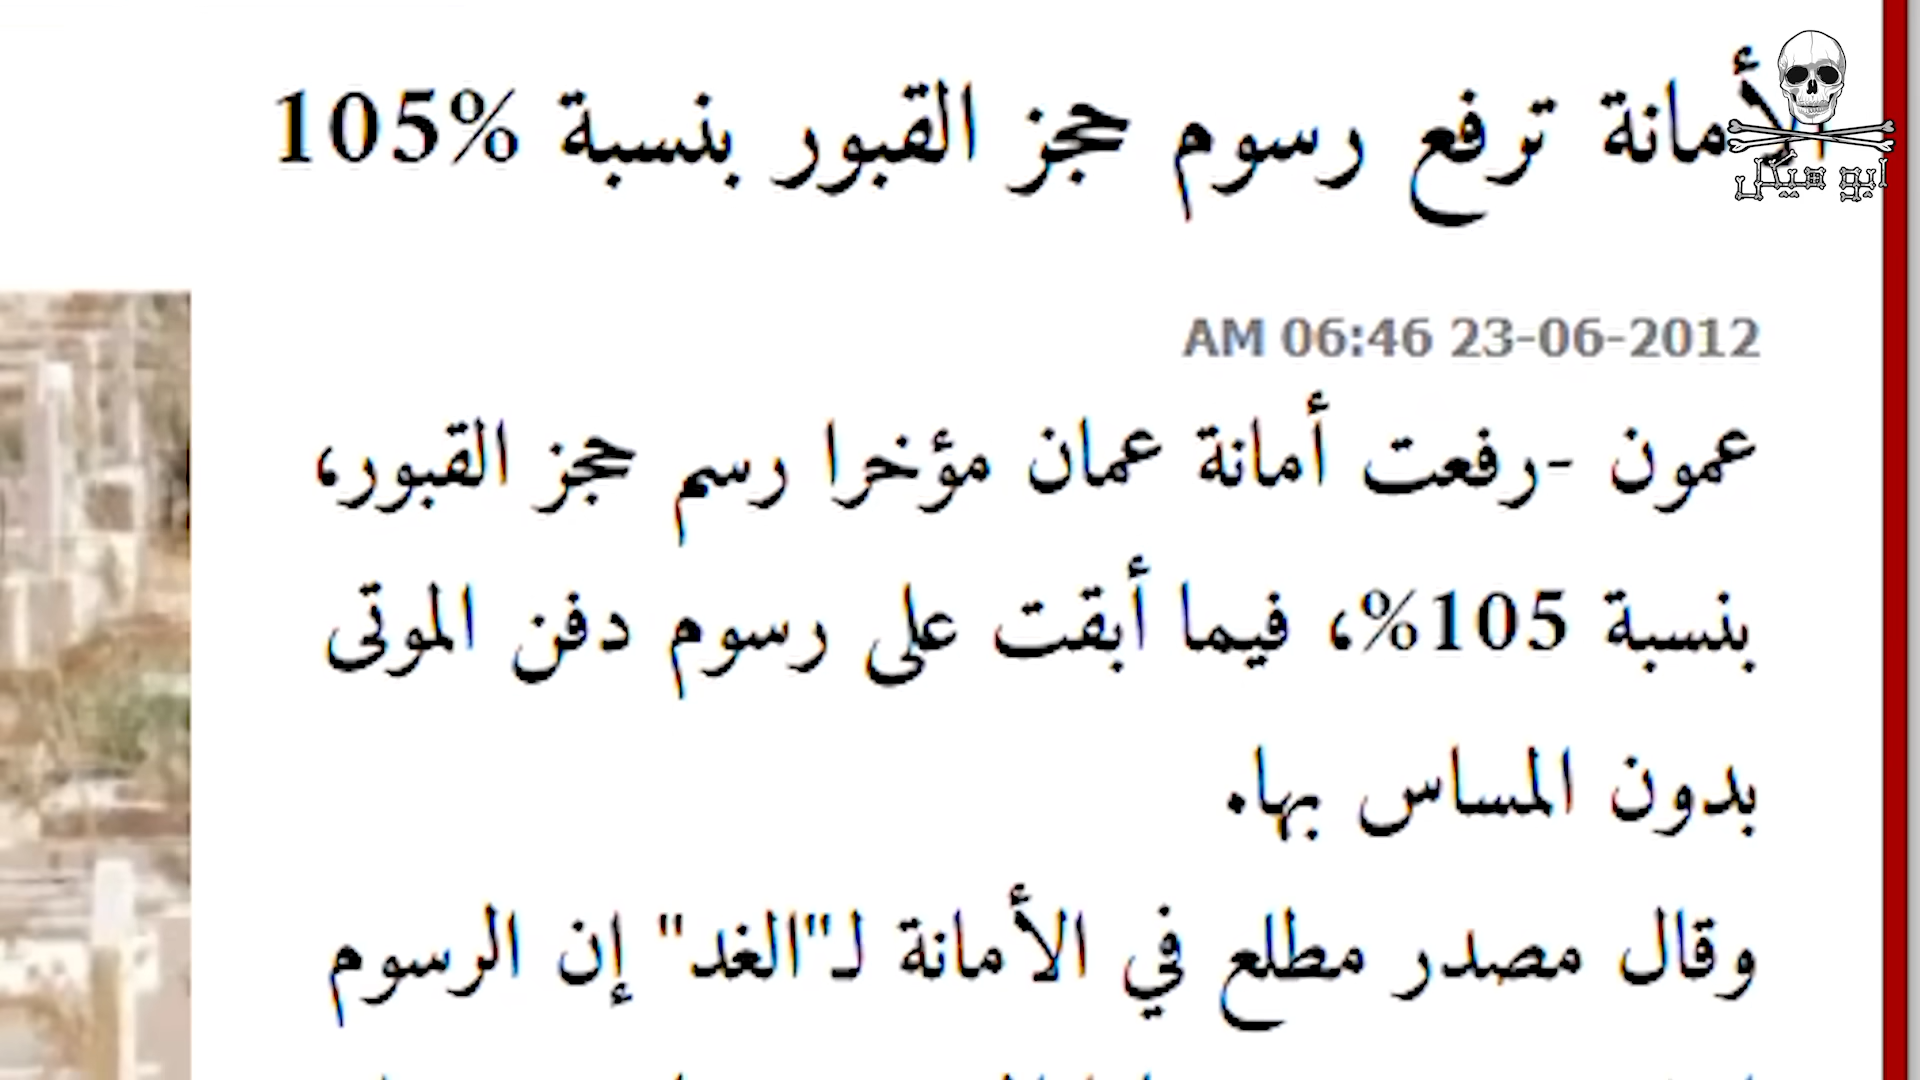 الأمانة ترفع رسوم حجز القبور بنسبة %105
ابو هيكل
AM 06:46 23-06-2012
عمون -رفعت أمانة عمان مؤخرا رسم حجز القبور،
بنسبة 105%، فيما أبقت على رسوم دفن الموتى
بدون المساس بها.
وقال مصدر مطلع في الأمانة لـ"الغد" إن الرسوم